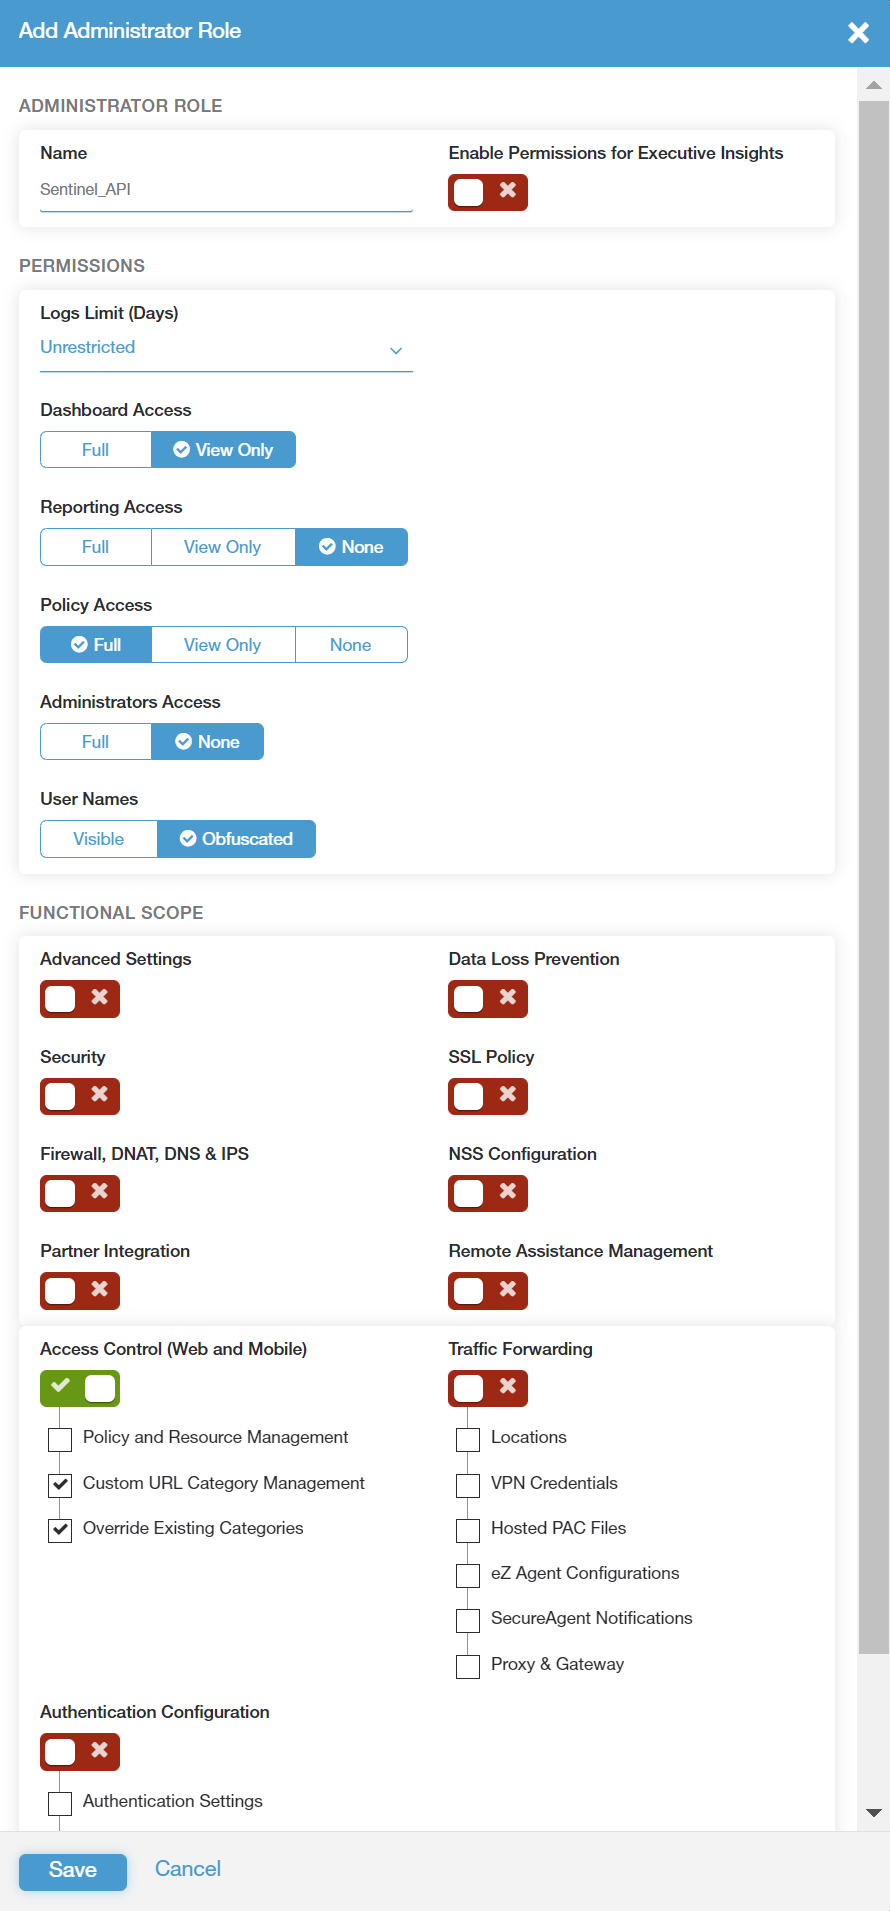 Add Administrator Role
ADMINISTRATOR ROLE
Name
Enable Permissions for Executive Insights
Sentinel_API
PERMISSIONS
Logs Limit (Days)
Unrestricted
Dashboard Access
Full View Only
Reporting Access
Full View Only None
Policy Access
Full View Only None
Administrators Access
Full None
User Names
Visible Obfuscated
FUNCTIONAL SCOPE
Advanced Settings
Data Loss Prevention
Security
SSL Policy
Firewall, DNAT, DNS & IPS
NSS Configuration
Partner Integration
Remote Assistance Management
Access Control (Web and Mobile)
Policy and Resource Management
Custom URL Category Management
Override Existing Categories
Traffic Forwarding
Locations
VPN Credentials
Hosted PAC Files
eZ Agent Configurations
SecureAgent Notifications
Proxy & Gateway
Authentication Configuration
Authentication Settings
Save Cancel